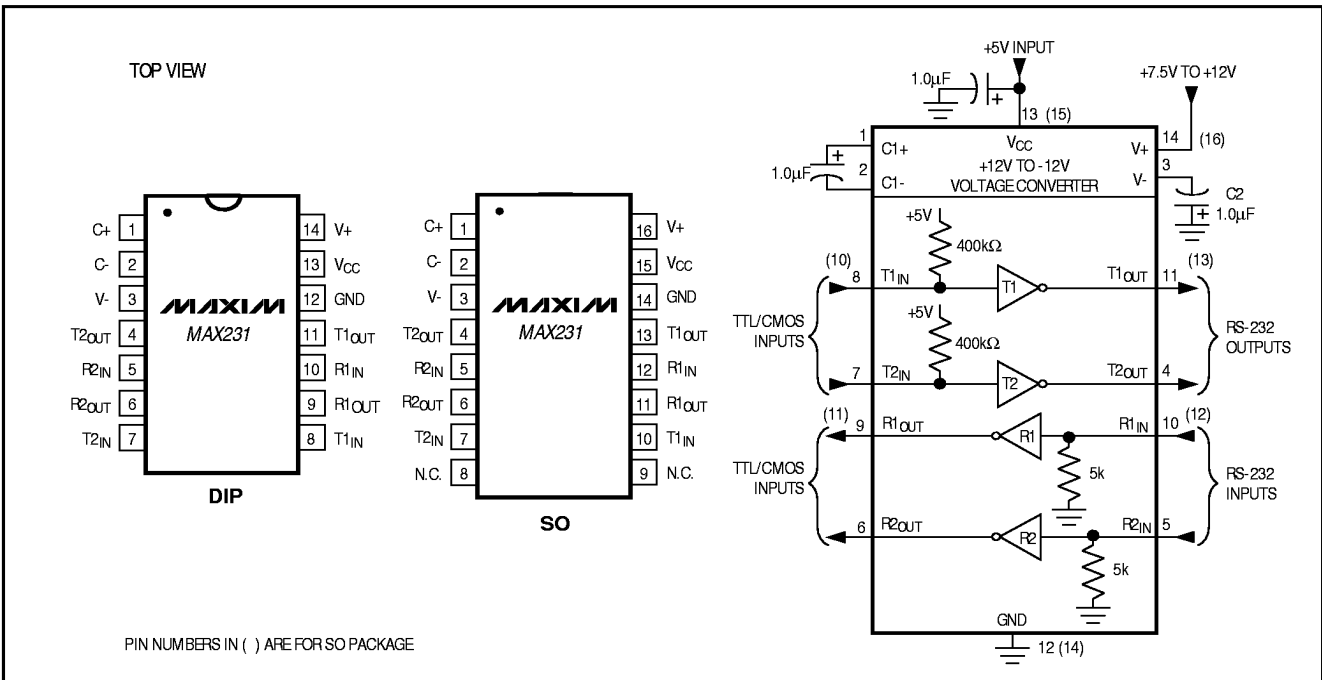 TOP VIEW
C+ 1
C- 2
V- 3
T2OUT 4
R2IN 5
R2OUT 6
T2IN 7
14 V+
13 VCC
12 GND
11 T1OUT
10 R1IN
9 R1OUT
8 T1IN
MAXIM
MAX231
DIP
C+ 1
C- 2
V- 3
T2OUT 4
R2IN 5
R2OUT 6
T2IN 7
N.C. 8
16 V+
15 VCC
14 GND
13 T1OUT
12 R1IN
11 R1OUT
10 T1IN
9 N.C.
MAXIM
MAX231
SO
PIN NUMBERS IN ( ) ARE FOR SO PACKAGE
+5V INPUT
1.0μF
+
+7.5V TO +12V
13 (15)
1
C1+
VCC
V+
14 (16)
1.0μF
+
2
C1-
+12V TO -12V
VOLTAGE CONVERTER
V-
3
C2
+ 1.0μF
+5V
400kΩ
(10)
8
T1IN
T1
T1OUT
11
(13)
+5V
400kΩ
TTL/CMOS
INPUTS
RS-232
OUTPUTS
7
T2IN
T2
T2OUT
4
(11)
9
R1OUT
R1
R1IN
10
(12)
5k
TTL/CMOS
INPUTS
RS-232
INPUTS
6
R2OUT
R2
R2IN
5
5k
GND
12 (14)